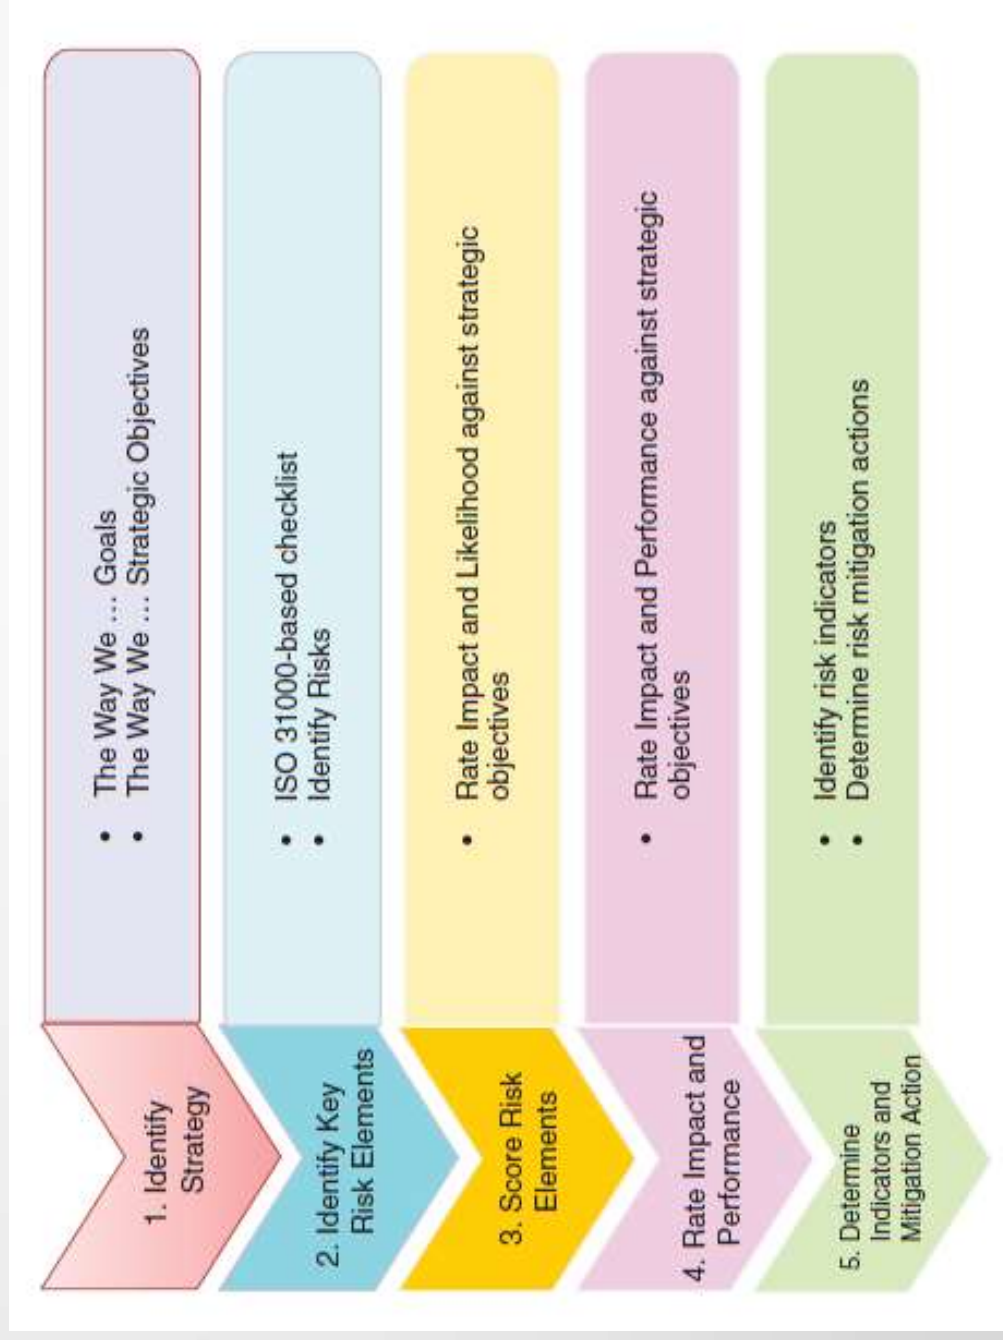 1. Identify
Strategy
• The Way We … Goals
• The Way We … Strategic Objectives
2. Identify Key
Risk Elements
• ISO 31000-based checklist
• Identify Risks
3. Score Risk
Elements
• Rate Impact and Likelihood against strategic
objectives
4. Rate Impact and
Performance
• Rate Impact and Performance against strategic
objectives
5. Determine
Indicators and
Mitigation Action
• Identify risk indicators
• Determine risk mitigation actions